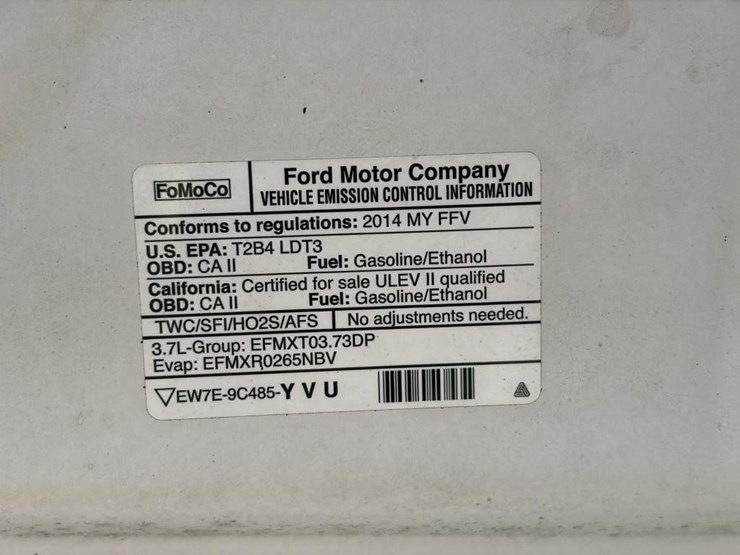 FoMoCo
Ford Motor Company
VEHICLE EMISSION CONTROL INFORMATION
Conforms to regulations: 2014 MY FFV
U.S. EPA: T2B4 LDT3
OBD: CA II Fuel: Gasoline/Ethanol
California: Certified for sale ULEV II qualified
OBD: CA II Fuel: Gasoline/Ethanol
TWC/SFI/HO2S/AFS No adjustments needed.
3.7L-Group: EFMXT03.73DP
Evap: EFMXR0265NBV
EW7E-9C485-Y V U